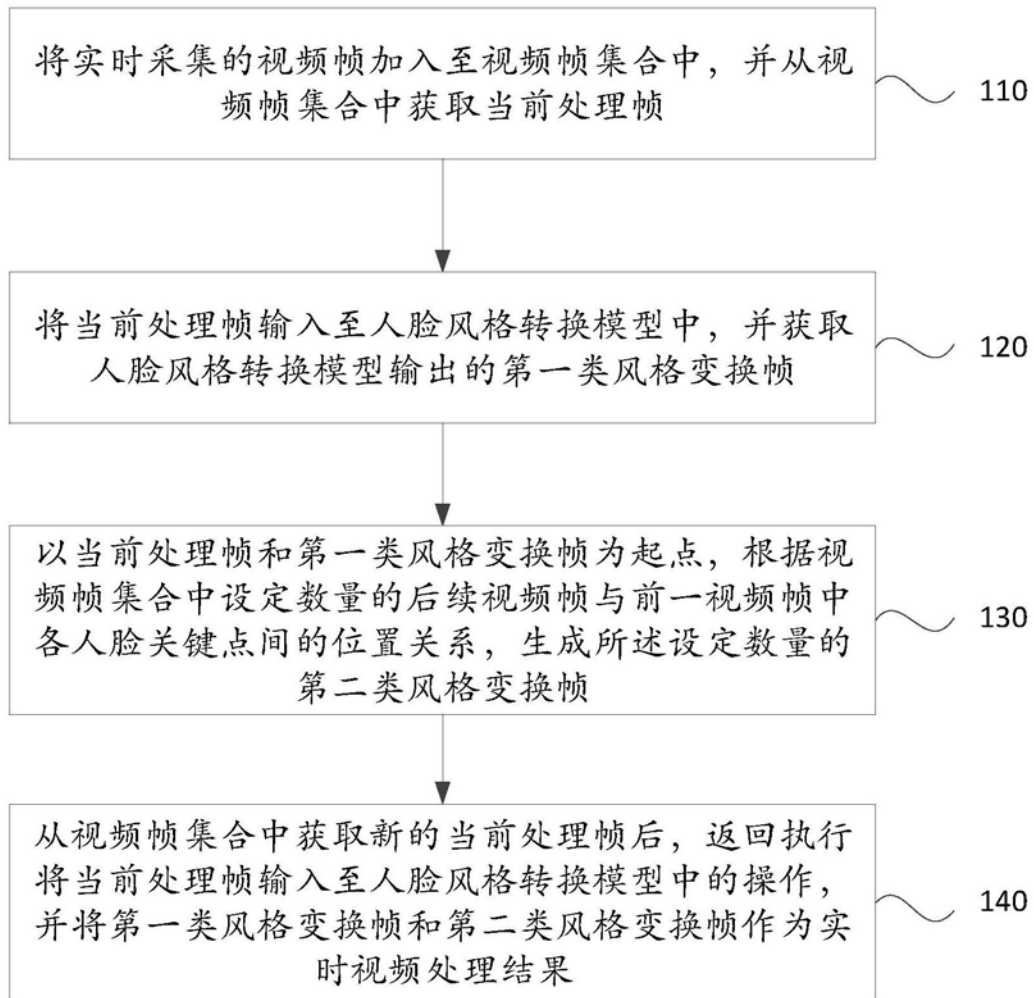 将实时采集的视频帧加入至视频帧集合中，并从视
频帧集合中获取当前处理帧
110
将当前处理帧输入至人脸风格转换模型中，并获取
人脸风格转换模型输出的第一类风格变换帧
120
以当前处理帧和第一类风格变换帧为起点，根据视
频帧集合中设定数量的后续视频帧与前一视频帧中
各人脸关键点间的位置关系，生成所述设定数量的
第二类风格变换帧
130
从视频帧集合中获取新的当前处理帧后，返回执行
将当前处理帧输入至人脸风格转换模型中的操作，
并将第一类风格变换帧和第二类风格变换帧作为实
时视频处理结果
140